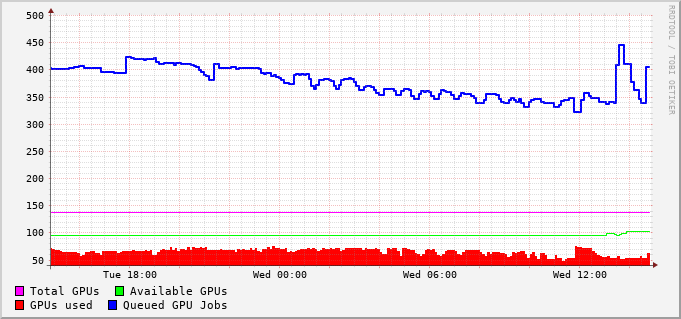 500
450
400
350
300
250
200
150
100
50
Tue 18:00 Wed 00:00 Wed 06:00 Wed 12:00
Total GPUs Available GPUs
GPUs used Queued GPU Jobs
RRDTOOL / TOBI OETIKER